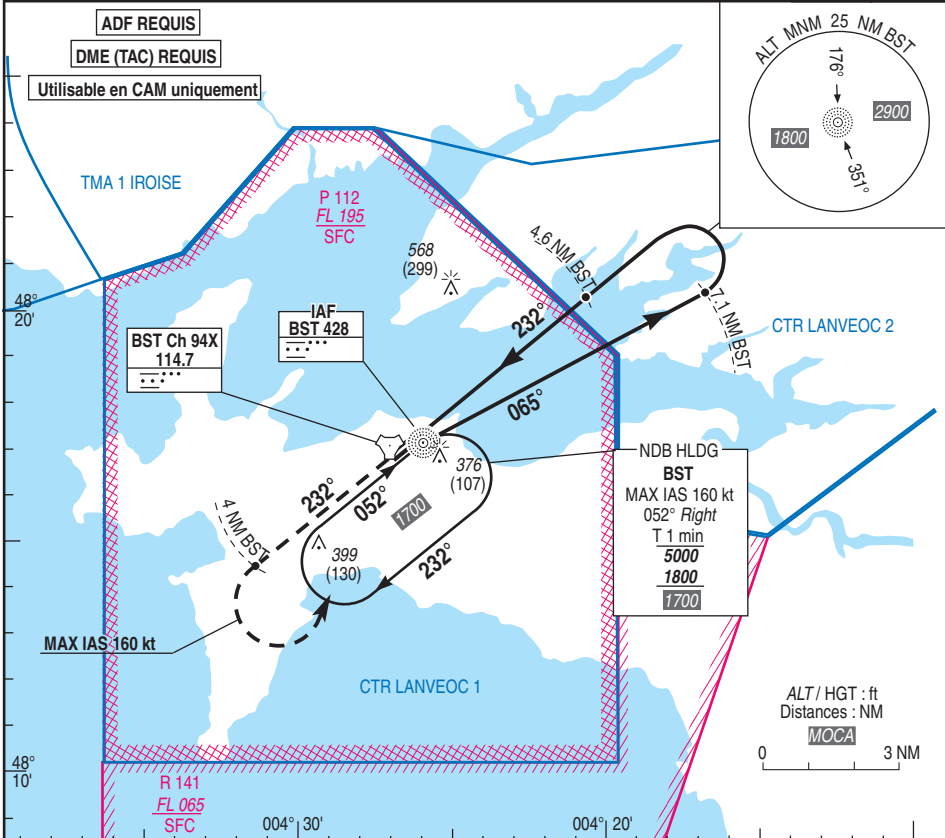 ADF REQUIS
DME (TAC) REQUIS
Utilisable en CAM uniquement
ALT MNM 25 NM BST
176°
1800
2900
351°
TMA 1 IROISE
P 112
FL 195
SFC
568
(299)
4.6 NM BST
7.1 NM BST
232°
065°
CTR LANVEOC 2
48°
20'
BST Ch 94X
114.7
IAF
BST 428
376
(107)
232°
052°
1700
232°
4 NM BST
399
(130)
NDB HLDG
BST
MAX IAS 160 kt
052° Right
T 1 min
5000
1800
1700
MAX IAS 160 kt
CTR LANVEOC 1
ALT / HGT : ft
Distances : NM
MOCA
0 3 NM
48°
10'
R 141
FL 065
SFC
004° 30'
004° 20'